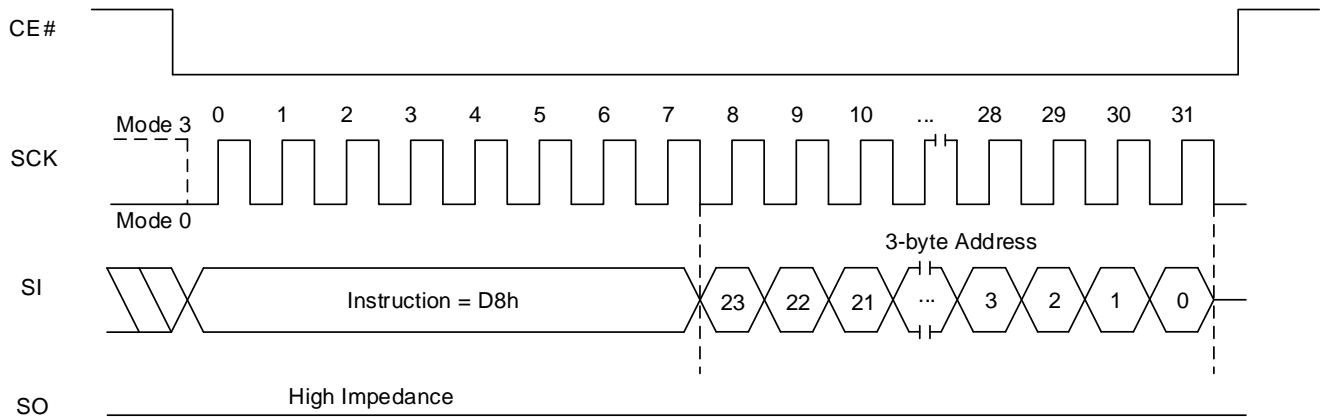 CE#
0 1 2 3 4 5 6 7 8 9 10 ... 28 29 30 31
Mode 3
SCK
Mode 0
3-byte Address
SI
Instruction = D8h
23 22 21 ... 3 2 1 0
High Impedance
SO